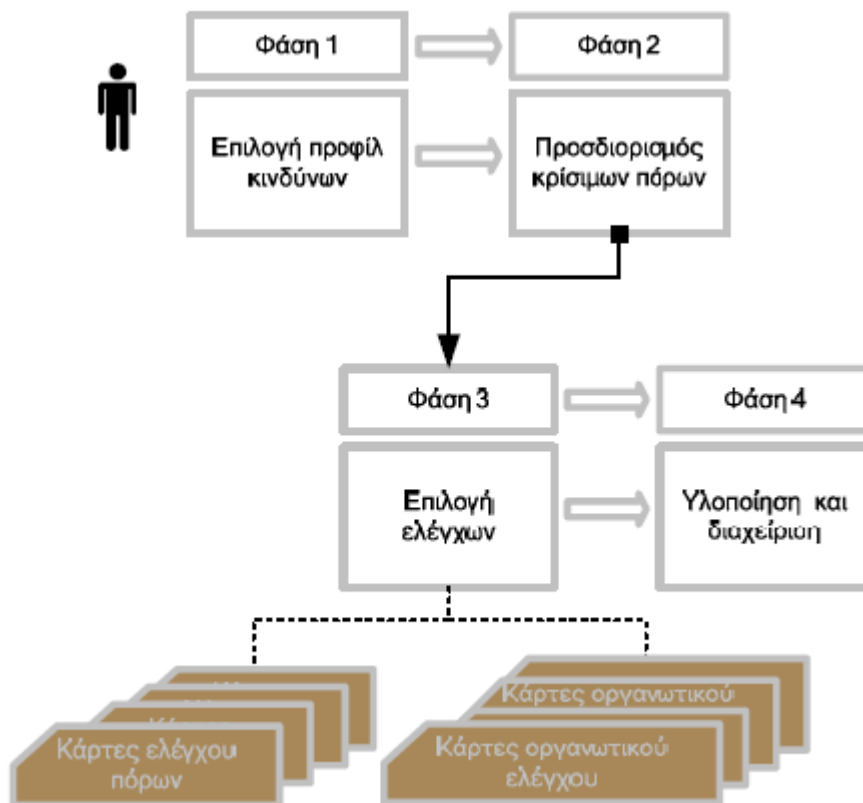 Φάση 1
Φάση 2
Επιλογή προφίλ
κινδύνων
Προσδιορισμός
κρίσιμων πόρων
Φάση 3
Φάση 4
Επιλογή
ελέγχων
Υλοποίηση και
διαχείριση
Κάρτες οργανωτικού
Κάρτες ελέγχου
πόρων
Κάρτες οργανωτικού
ελέγχου